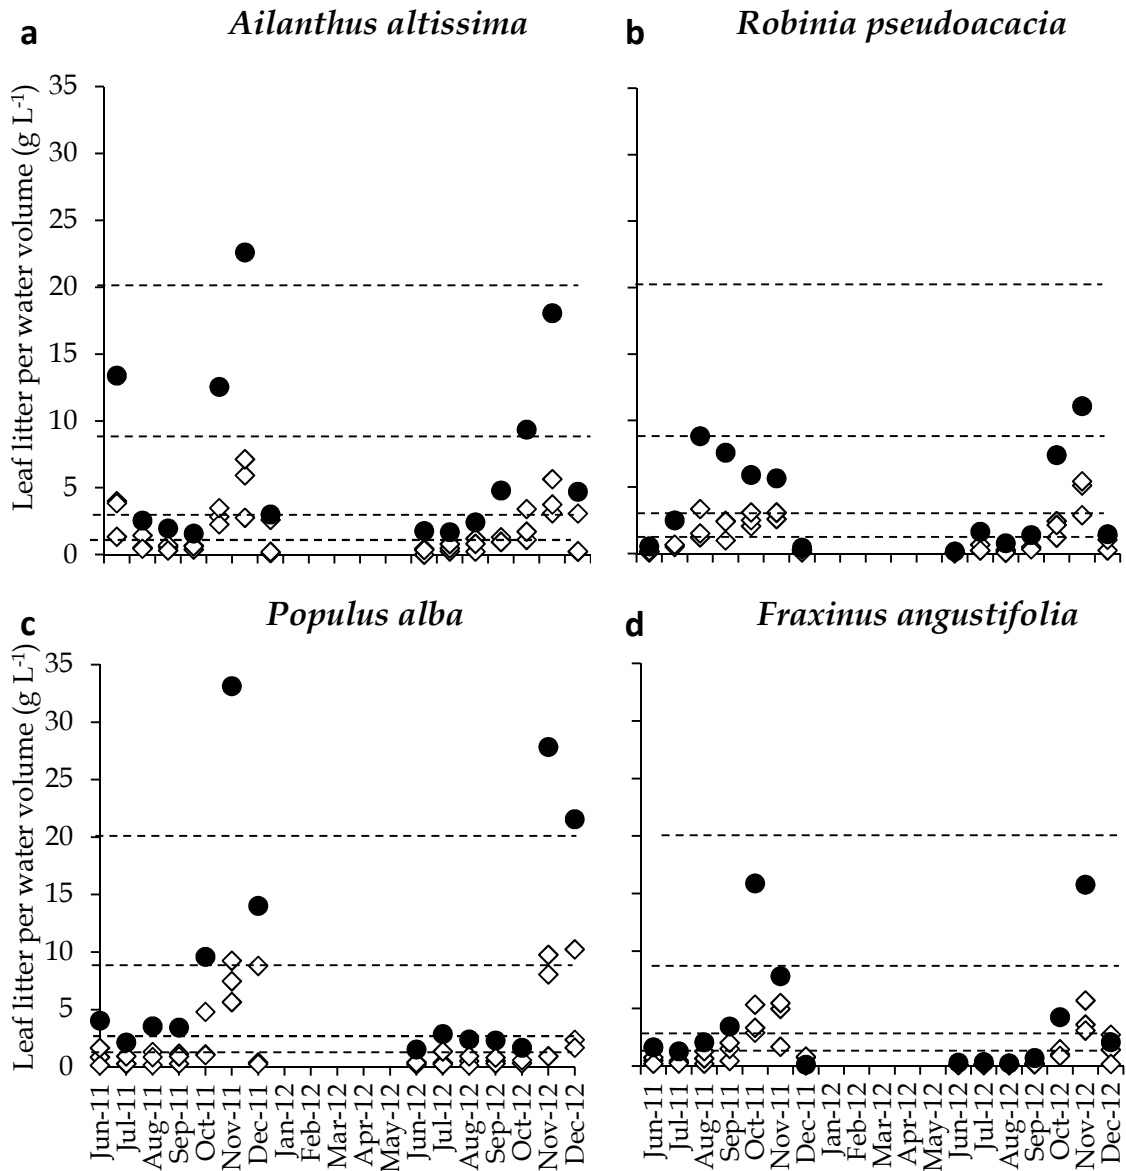 a Ailanthus altissima
b Robinia pseudoacacia
Leaf litter per water volume (g L-1)
35
30
25
20
15
10
5
0
c Populus alba
d Fraxinus angustifolia
Leaf litter per water volume (g L-1)
35
30
25
20
15
10
5
0
Jun-11
Jul-11
Aug-11
Sep-11
Oct-11
Nov-11
Dec-11
Jan-12
Feb-12
Mar-12
Apr-12
May-12
Jun-12
Jul-12
Aug-12
Sep-12
Oct-12
Nov-12
Dec-12
Jun-11
Jul-11
Aug-11
Sep-11
Oct-11
Nov-11
Dec-11
Jan-12
Feb-12
Mar-12
Apr-12
May-12
Jun-12
Jul-12
Aug-12
Sep-12
Oct-12
Nov-12
Dec-12